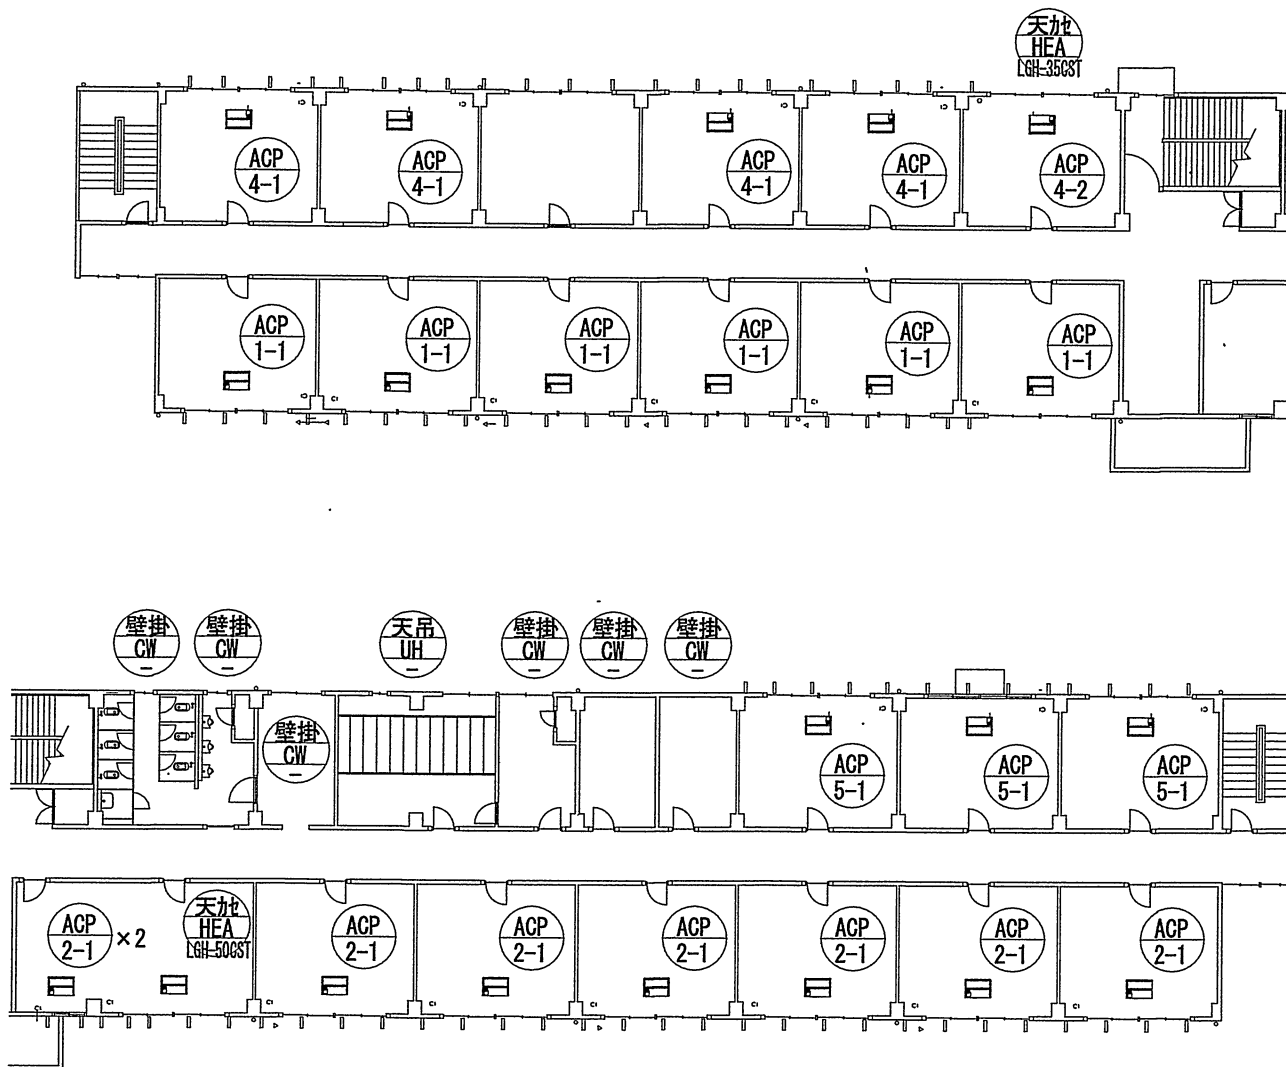 天カセ
HEA
LGH-35CST
ACP
4-1
ACP
4-1
ACP
4-1
ACP
4-1
ACP
4-2
ACP
1-1
ACP
1-1
ACP
1-1
ACP
1-1
ACP
1-1
ACP
1-1
壁掛
CW
-
壁掛
CW
-
天吊
UH
-
壁掛
CW
-
壁掛
CW
-
壁掛
CW
-
壁掛
CW
-
ACP
5-1
ACP
5-1
ACP
5-1
ACP
2-1
×2
天カセ
HEA
LGH-50CST
ACP
2-1
ACP
2-1
ACP
2-1
ACP
2-1
ACP
2-1
ACP
2-1